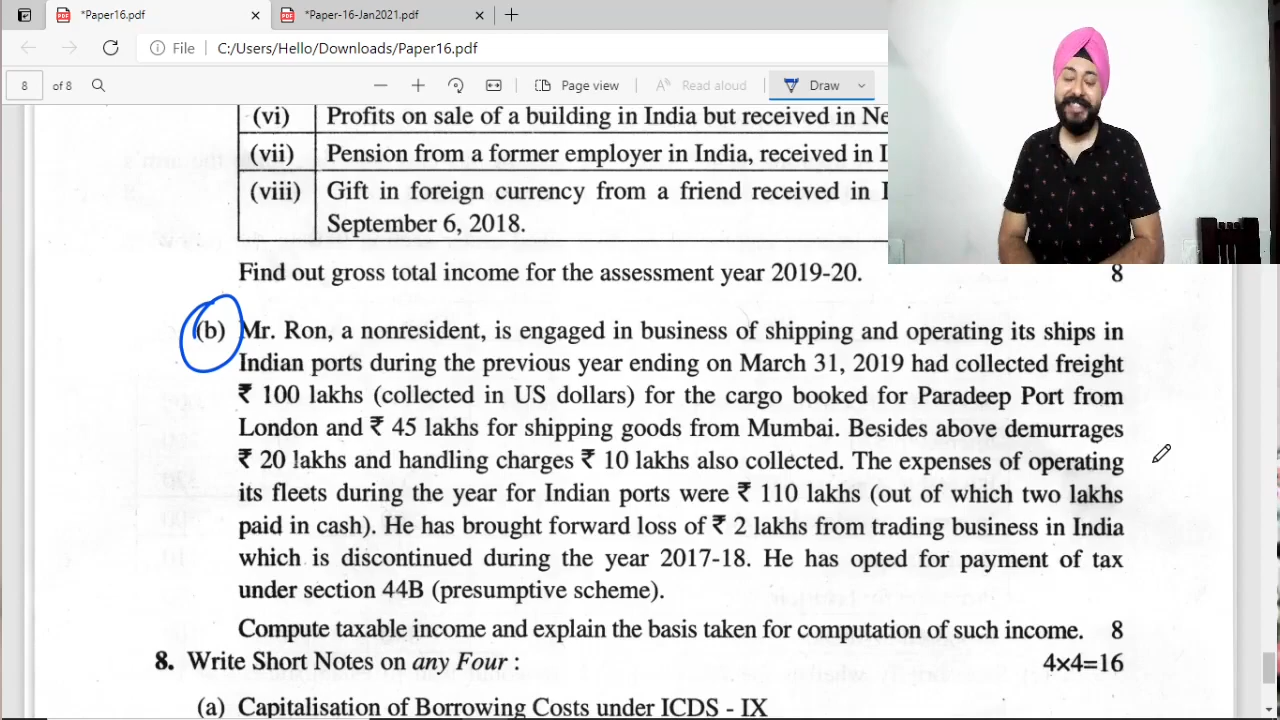 *Paper16.pdf
*Paper-16-Jan2021.pdf
File C:/Users/Hello/Downloads/Paper16.pdf
8 of 8 Page view Read aloud Draw
(vi) Profits on sale of a building in India but received in Ne
(vii) Pension from a former employer in India, received in I
(viii) Gift in foreign currency from a friend received in I
September 6, 2018.
Find out gross total income for the assessment year 2019-20. 8
(b) Mr. Ron, a nonresident, is engaged in business of shipping and operating its ships in
Indian ports during the previous year ending on March 31, 2019 had collected freight
₹ 100 lakhs (collected in US dollars) for the cargo booked for Paradeep Port from
London and ₹ 45 lakhs for shipping goods from Mumbai. Besides above demurrages
₹ 20 lakhs and handling charges ₹ 10 lakhs also collected. The expenses of operating
its fleets during the year for Indian ports were ₹ 110 lakhs (out of which two lakhs
paid in cash). He has brought forward loss of ₹ 2 lakhs from trading business in India
which is discontinued during the year 2017-18. He has opted for payment of tax
under section 44B (presumptive scheme).
Compute taxable income and explain the basis taken for computation of such income. 8
8. Write Short Notes on any Four : 4×4=16
(a) Capitalisation of Borrowing Costs under ICDS - IX